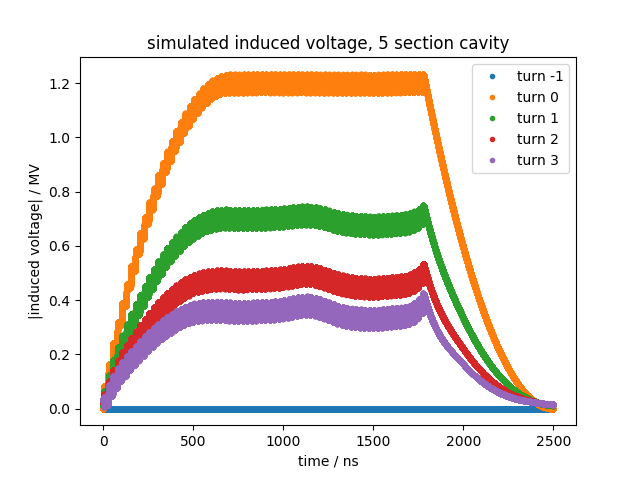 simulated induced voltage, 5 section cavity
|induced voltage| / MV
1.2
1.0
0.8
0.6
0.4
0.2
0.0
turn -1
turn 0
turn 1
turn 2
turn 3
0 500 1000 1500 2000 2500
time / ns